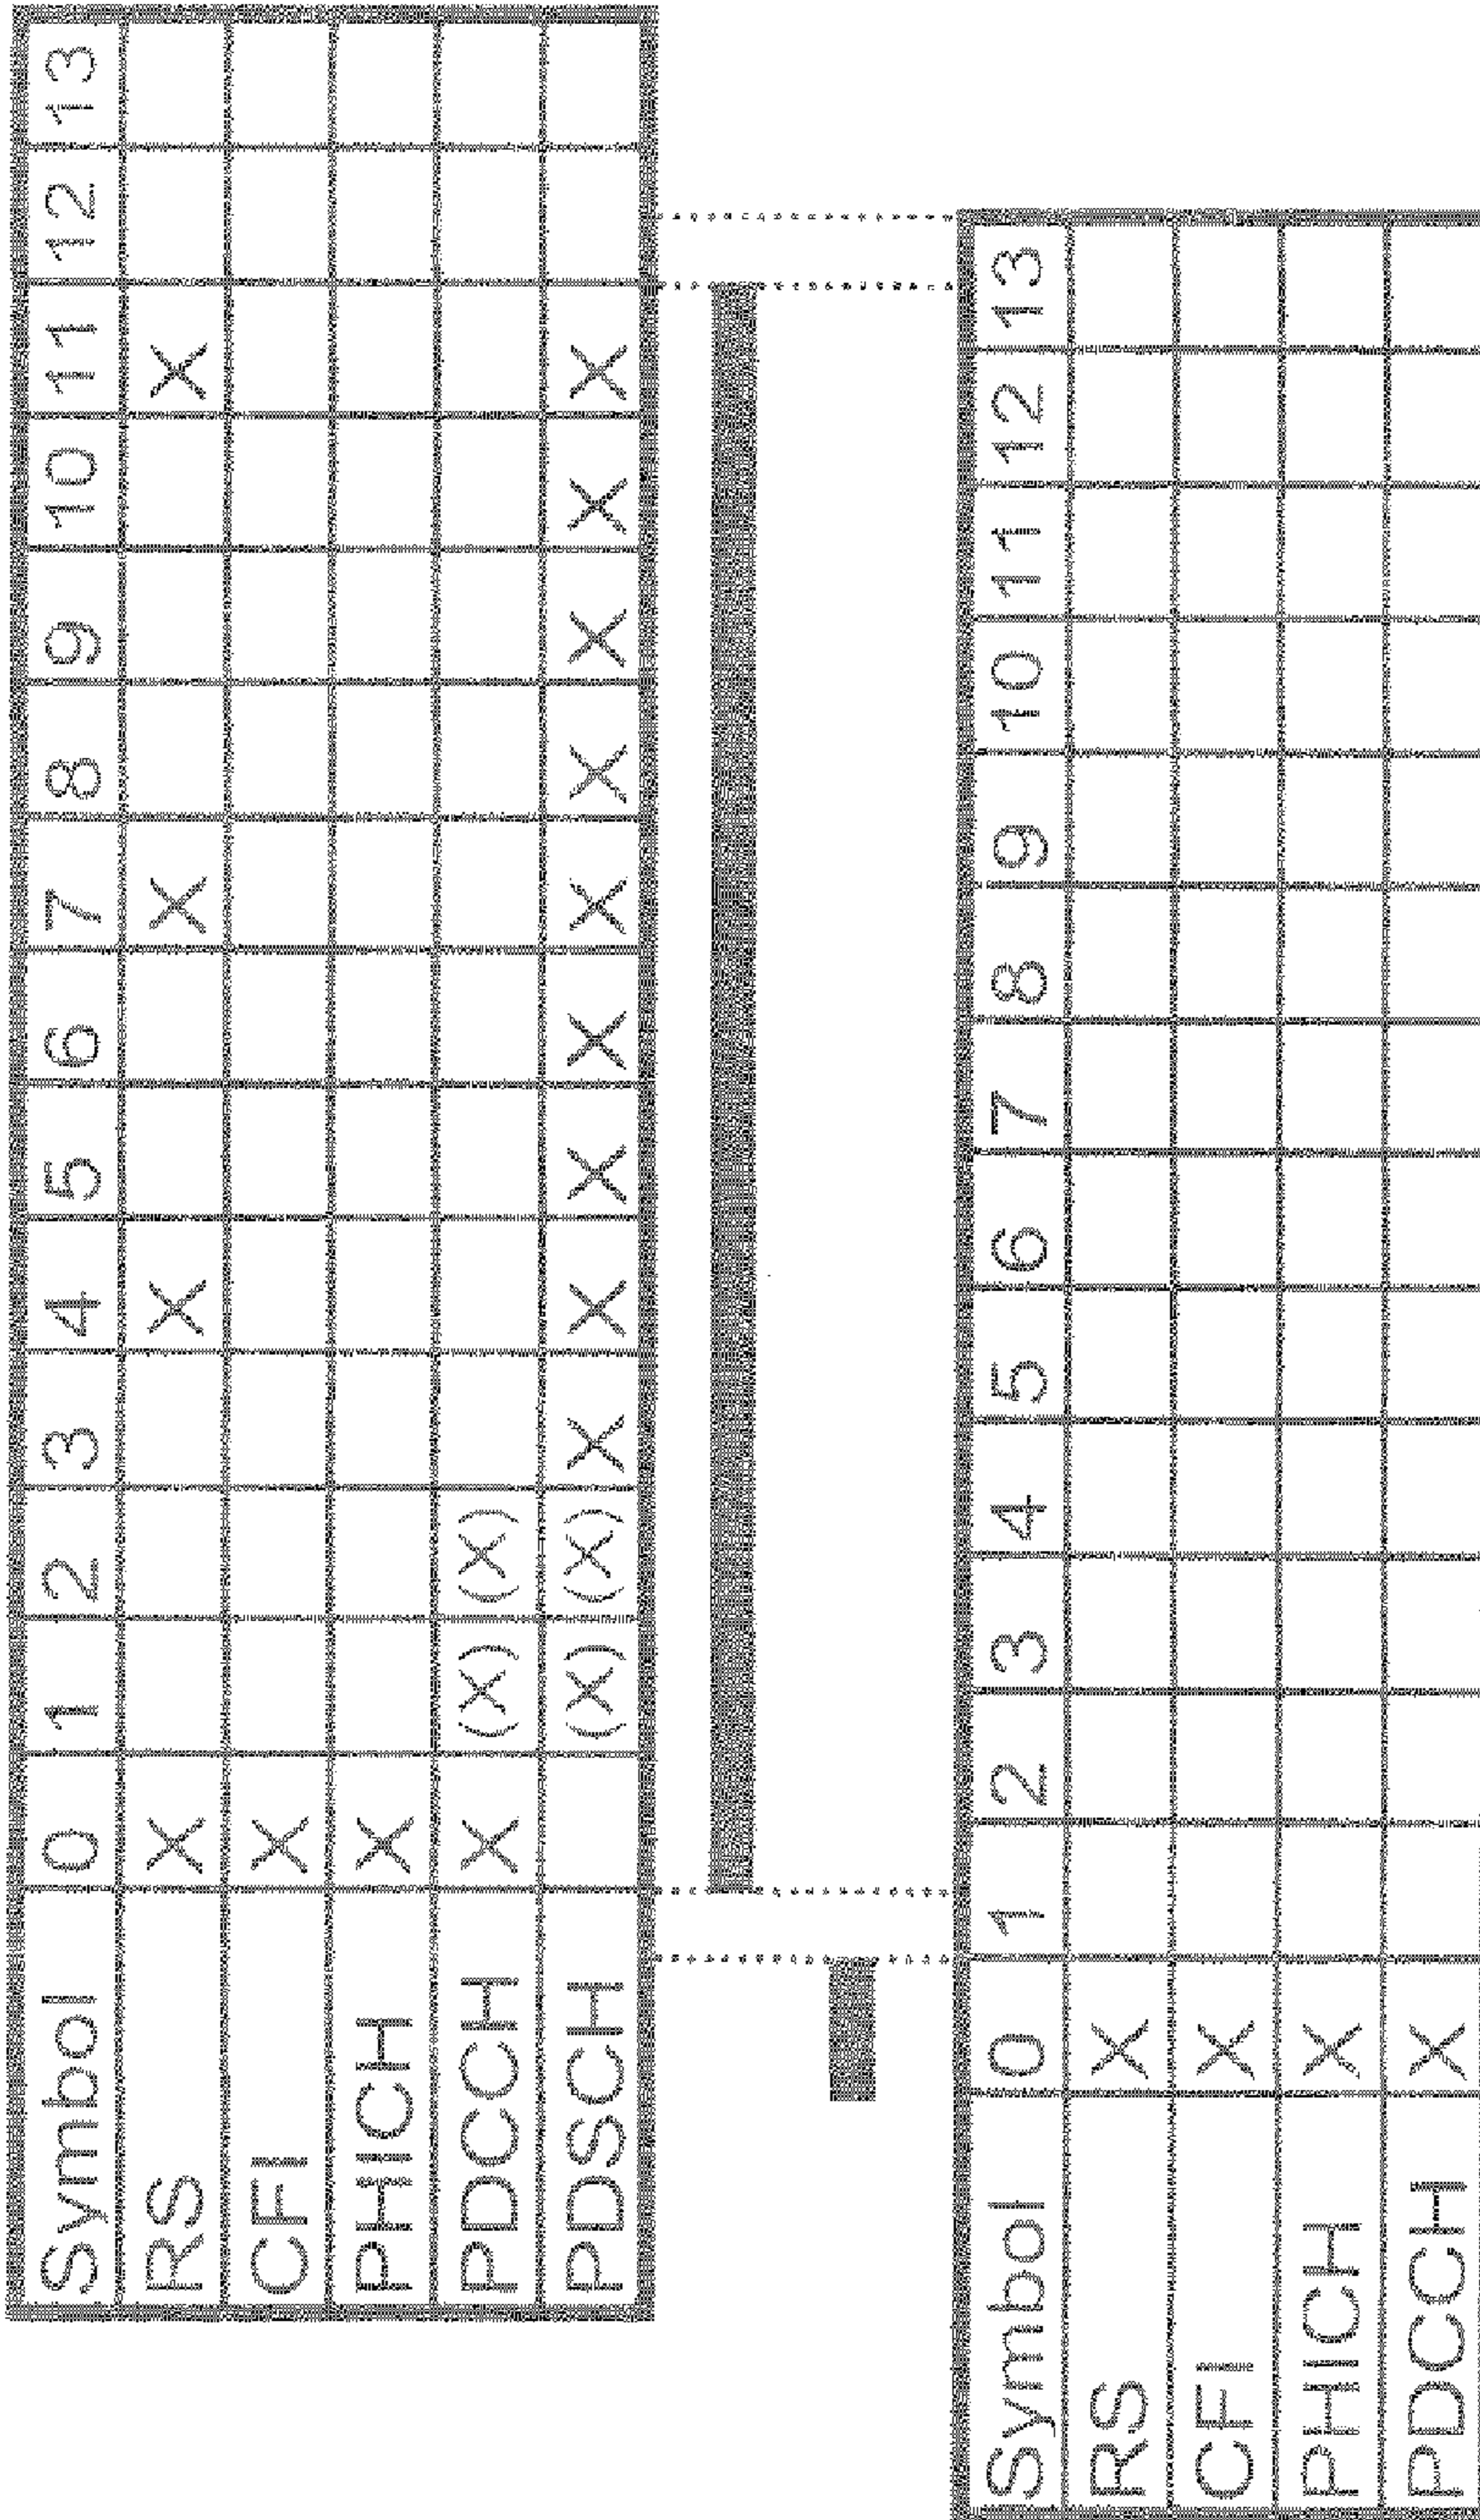 Symbol 0 1 2 3 4 5 6 7 8 9 10 11 12 13
RS X X X X
CFI X
PHICH X
PDCCH X (X) (X)
PDSCH (X) (X) X X X X X X X X X
Symbol 0 1 2 3 4 5 6 7 8 9 10 11 12 13
RS X
CFI X
PHICH X
PDCCH X